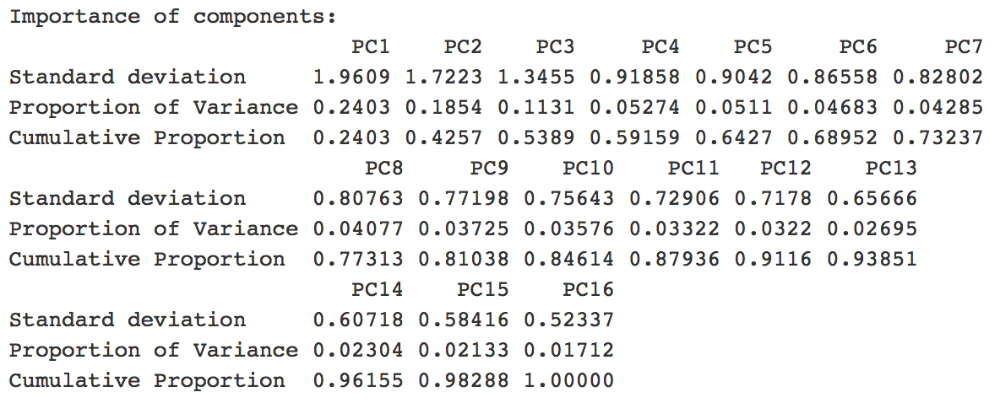 Importance of components:
PC1 PC2 PC3 PC4 PC5 PC6 PC7
Standard deviation 1.9609 1.7223 1.3455 0.91858 0.9042 0.86558 0.82802
Proportion of Variance 0.2403 0.1854 0.1131 0.05274 0.0511 0.04683 0.04285
Cumulative Proportion 0.2403 0.4257 0.5389 0.59159 0.6427 0.68952 0.73237
PC8 PC9 PC10 PC11 PC12 PC13
Standard deviation 0.80763 0.77198 0.75643 0.72906 0.7178 0.65666
Proportion of Variance 0.04077 0.03725 0.03576 0.03322 0.0322 0.02695
Cumulative Proportion 0.77313 0.81038 0.84614 0.87936 0.9116 0.93851
PC14 PC15 PC16
Standard deviation 0.60718 0.58416 0.52337
Proportion of Variance 0.02304 0.02133 0.01712
Cumulative Proportion 0.96155 0.98288 1.00000